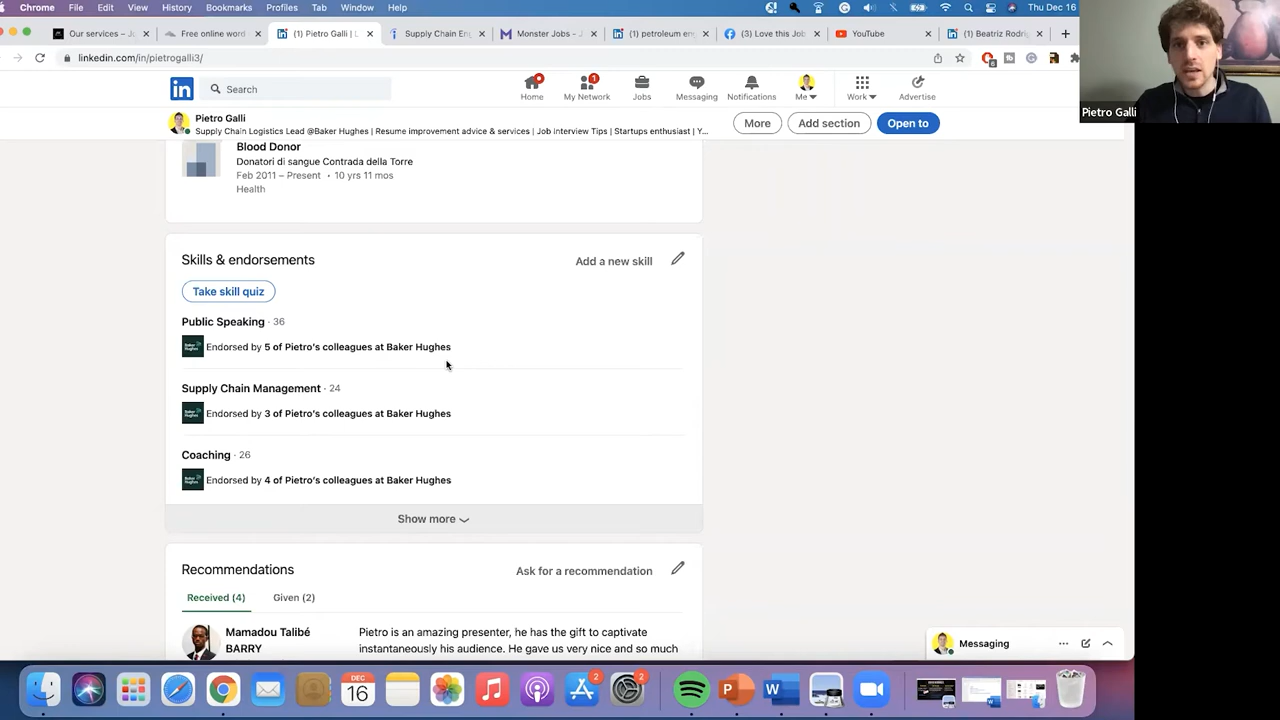 Chrome File Edit View History Bookmarks Profiles Tab Window Help Thu Dec 16
Our services – J
Free online word
(1) Pietro Galli | L
Supply Chain Eng
Monster Jobs - J
(1) petroleum en
(3) Love this Job
YouTube
(1) Beatriz Rodrig
linkedin.com/in/pietrogalli3/
Pietro Galli
in
Search
Home
1
My Network
Jobs
Messaging
Notifications
Me
Work
Advertise
Pietro Galli
Supply Chain Logistics Lead @Baker Hughes | Resume improvement advice & services | Job interview Tips | Startups enthusiast | Y...
More
Add section
Open to
Blood Donor
Donatori di sangue Contrada della Torre
Feb 2011 – Present · 10 yrs 11 mos
Health
Skills & endorsements
Add a new skill
Take skill quiz
Public Speaking · 36
Endorsed by 5 of Pietro's colleagues at Baker Hughes
Supply Chain Management · 24
Endorsed by 3 of Pietro's colleagues at Baker Hughes
Coaching · 26
Endorsed by 4 of Pietro's colleagues at Baker Hughes
Show more
Recommendations
Ask for a recommendation
Received (4)
Given (2)
Mamadou Talibé
BARRY
Pietro is an amazing presenter, he has the gift to captivate
instantaneously his audience. He gave us very nice and so much
Messaging
DEC
16
2
2